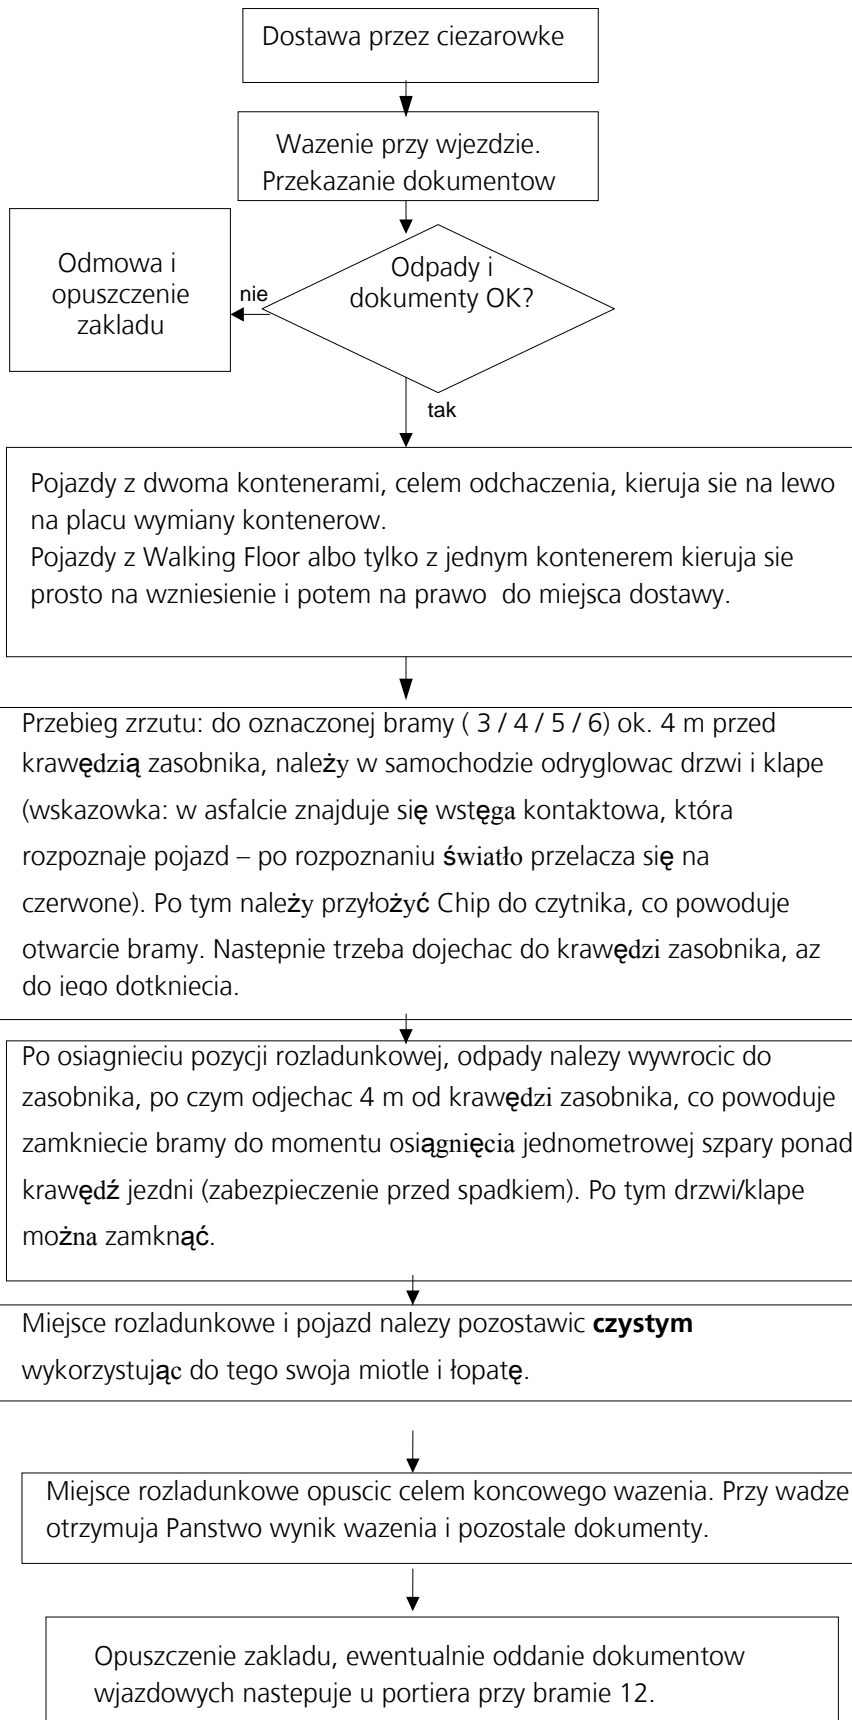 Dostawa przez ciezarowke
Wazenie przy wjezdzie.
Przekazanie dokumentow
Odpady i
dokumenty OK?
nie
Odmowa i
opuszczenie
zakladu
tak
Pojazdy z dwoma kontenerami, celem odchaczenia, kieruja sie na lewo
na placu wymiany kontenerow.
Pojazdy z Walking Floor albo tylko z jednym kontenerem kieruja sie
prosto na wzniesienie i potem na prawo do miejsca dostawy.
Przebieg zrzutu: do oznaczonej bramy ( 3 / 4 / 5 / 6) ok. 4 m przed
krawędzią zasobnika, należy w samochodzie odryglowac drzwi i klape
(wskazowka: w asfalcie znajduje się wstęga kontaktowa, która
rozpoznaje pojazd – po rozpoznaniu światło przelacza się na
czerwone). Po tym należy przyłożyć Chip do czytnika, co powoduje
otwarcie bramy. Nastepnie trzeba dojechac do krawędzi zasobnika, az
do jego dotkniecia.
Po osiagnieciu pozycji rozladunkowej, odpady nalezy wywrocic do
zasobnika, po czym odjechac 4 m od krawędzi zasobnika, co powoduje
zamkniecie bramy do momentu osiągnięcia jednometrowej szpary ponad
krawędź jezdni (zabezpieczenie przed spadkiem). Po tym drzwi/klape
można zamknąć.
Miejsce rozladunkowe i pojazd nalezy pozostawic czystym
wykorzystując do tego swoja miotle i łopatę.
Miejsce rozladunkowe opuscic celem koncowego wazenia. Przy wadze
otrzymuja Panstwo wynik wazenia i pozostale dokumenty.
Opuszczenie zakladu, ewentualnie oddanie dokumentow
wjazdowych nastepuje u portiera przy bramie 12.